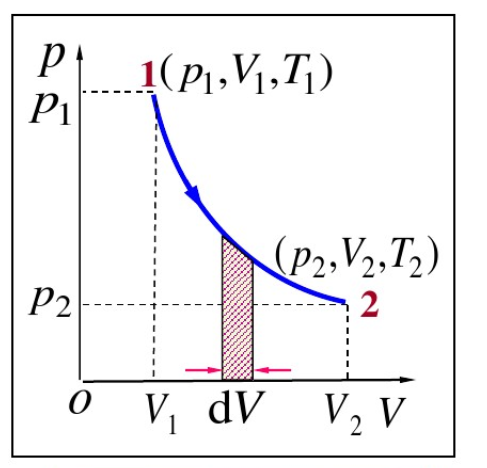 p
1 (p₁,V₁,T₁)
p₁
(p₂,V₂,T₂)
p₂
2
o V₁ dV V₂ V